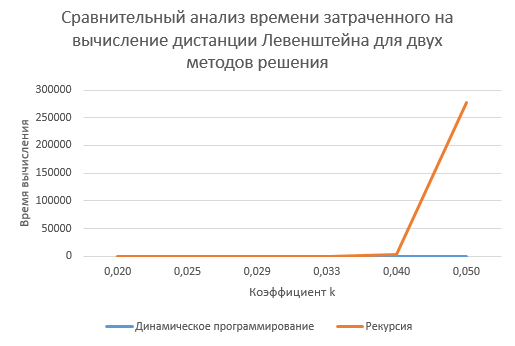 Сравнительный анализ времени затраченного на
вычисление дистанции Левенштейна для двух
методов решения
300000
250000
200000
150000
100000
50000
0
Время вычисления
0,020 0,025 0,029 0,033 0,040 0,050
Коэффициент k
Динамическое программирование Рекурсия